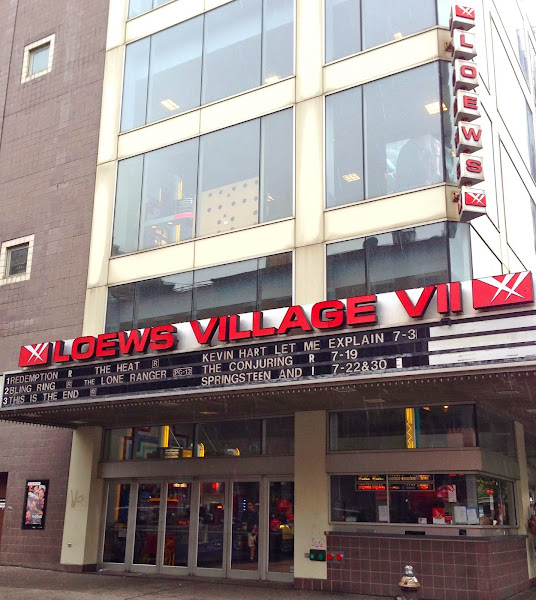 LOEWS
LOEWS VILLAGE VII
1 REDEMPTION R THE HEAT R KEVIN HART LET ME EXPLAIN 7-3
2 BLING RING R THE LONE RANGER PG-13 THE CONJURING R 7-19
3 THIS IS THE END R SPRINGSTEEN AND I 7-22&30